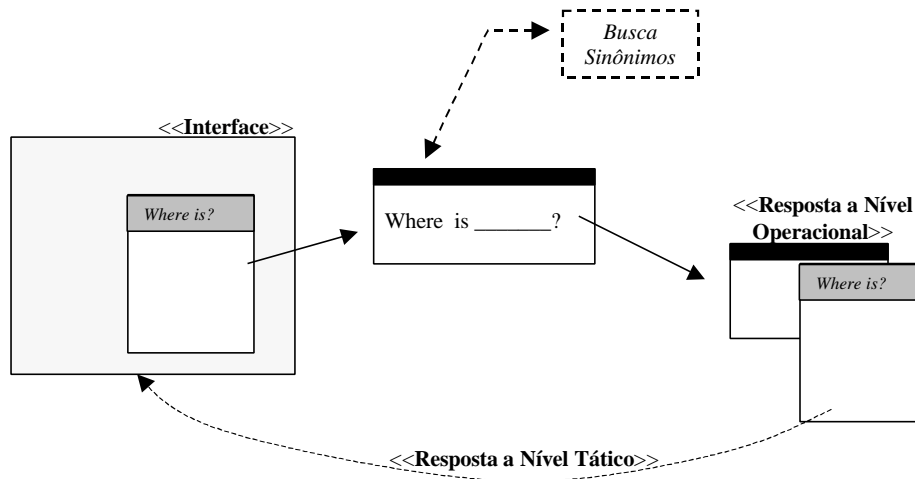 Busca
Sinônimos
<<Interface>>
Where is?
Where is _______?
<<Resposta a Nível
Operacional>>
Where is?
<<Resposta a Nível Tático>>